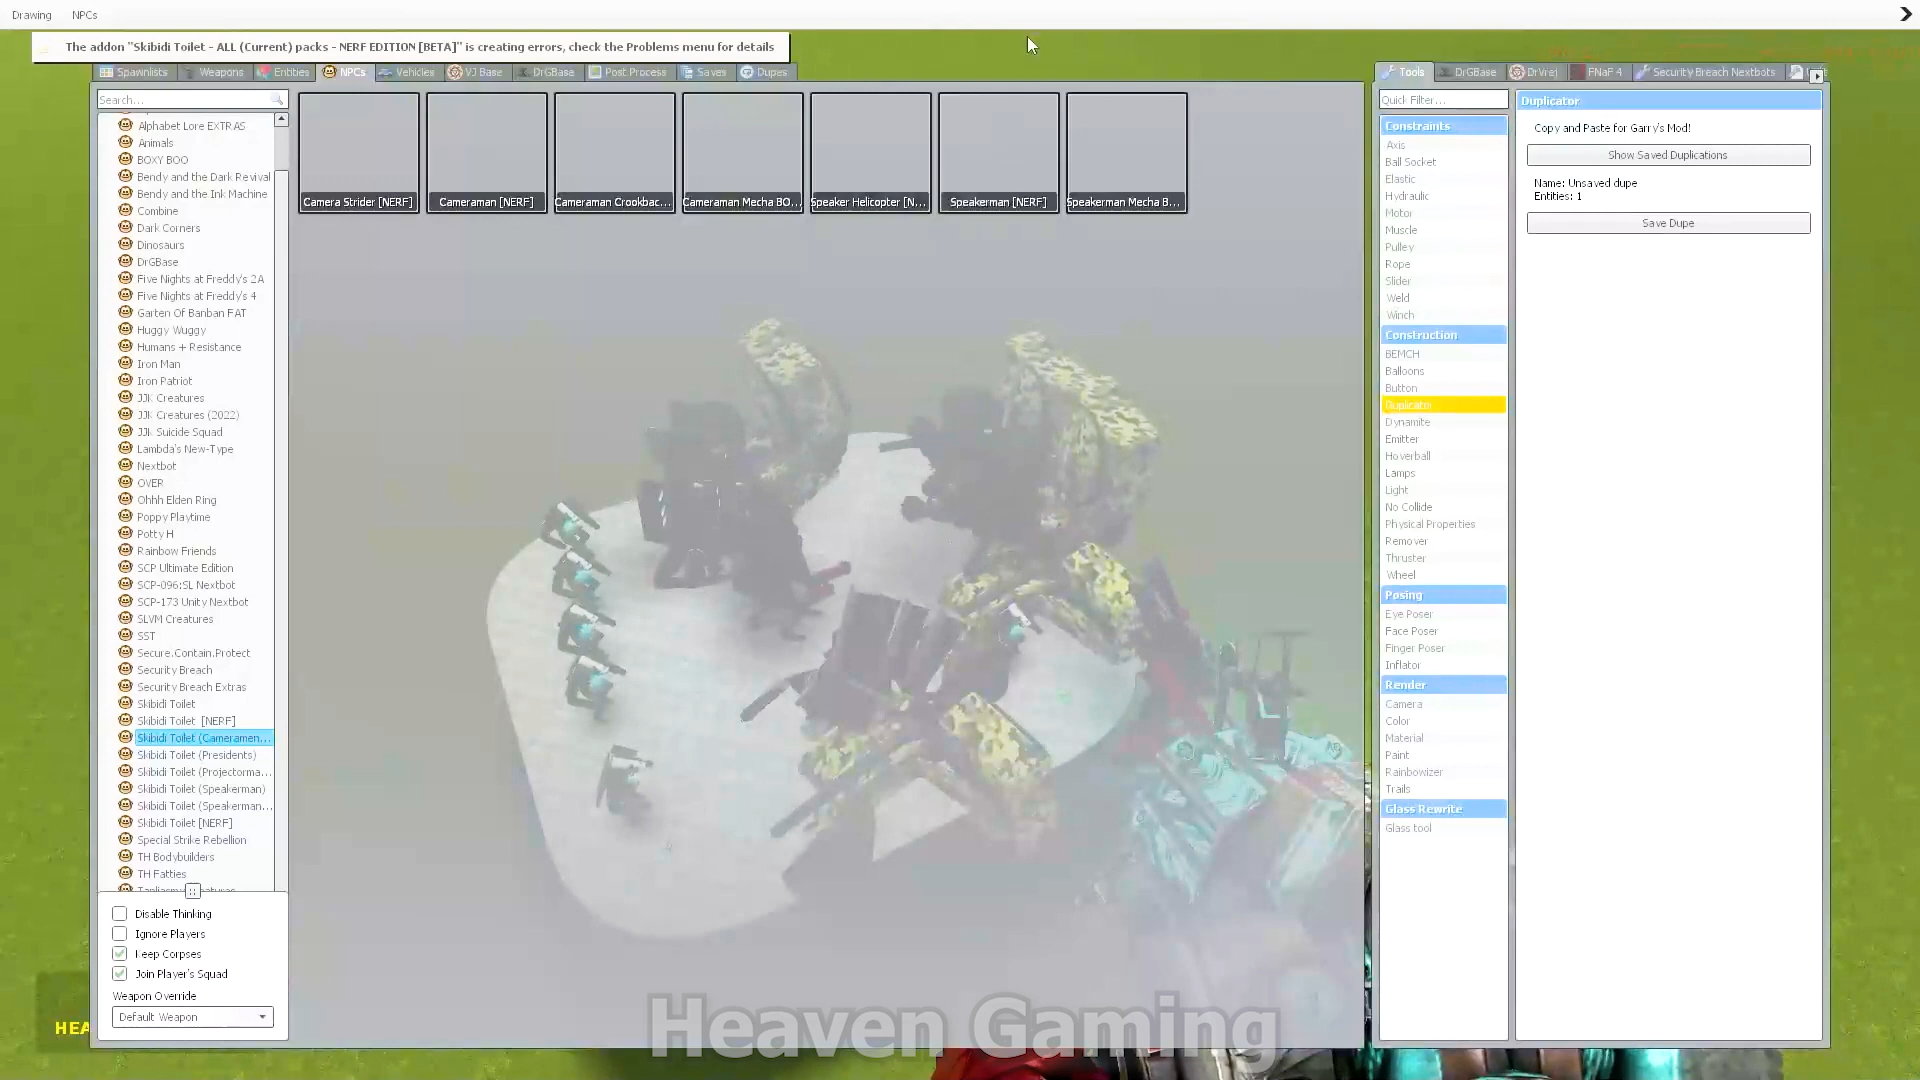 Drawing NPCs
The addon "Skibidi Toilet - ALL (Current) packs - NERF EDITION [BETA]" is creating errors, check the Problems menu for details
Spawnlists Weapons Entities NPCs Vehicles VJ Base DrGBase Post Process Saves Dupes
Search...
Alphabet Lore EXTRAS
Animals
BOXY BOO
Bendy and the Dark Revival
Bendy and the Ink Machine
Combine
Dark Corners
Dinosaurs
DrGBase
Five Nights at Freddy's 2A
Five Nights at Freddy's 4
Garten Of Banban FAT
Huggy Wuggy
Humans + Resistance
Iron Man
Iron Patriot
JJK Creatures
JJK Creatures (2022)
JJk Suicide Squad
Lambda's New-Type
Nextbot
OVER
Ohhh Elden Ring
Poppy Playtime
Potty H
Rainbow Friends
SCP Ultimate Edition
SCP-096:SL Nextbot
SCP-173 Unity Nextbot
SLVM Creatures
SST
Secure.Contain.Protect
Security Breach
Security Breach Extras
Skibidi Toilet
Skibidi Toilet  [NERF]
Skibidi Toilet (Cameramen...
Skibidi Toilet (Presidents)
Skibidi Toilet (Projectorma...
Skibidi Toilet (Speakerman)
Skibidi Toilet (Speakerman...
Skibidi Toilet [NERF]
Special Strike Rebellion
TH Bodybuilders
TH Fatties
Disable Thinking
Ignore Players
Keep Corpses
Join Player's Squad
Weapon Override
Default Weapon
Camera Strider [NERF] Cameraman [NERF] Cameraman Crookbac... Cameraman Mecha BO... Speaker Helicopter [N... Speakerman [NERF] Speakerman Mecha B...
Heaven Gaming
HEA
Tools DrGBase DrVrej FNaF 4 Security Breach Nextbots
Quick Filter...
Constraints
Axis
Ball Socket
Elastic
Hydraulic
Motor
Muscle
Pulley
Rope
Slider
Weld
Winch
Construction
BEMCH
Balloons
Button
Duplicator
Dynamite
Emitter
Hoverball
Lamps
Light
No Collide
Physical Properties
Remover
Thruster
Wheel
Posing
Eye Poser
Face Poser
Finger Poser
Inflator
Render
Camera
Color
Material
Paint
Rainbowizer
Trails
Glass Rewrite
Glass tool
Duplicator
Copy and Paste for Garry's Mod!
Show Saved Duplications
Name: Unsaved dupe
Entities: 1
Save Dupe